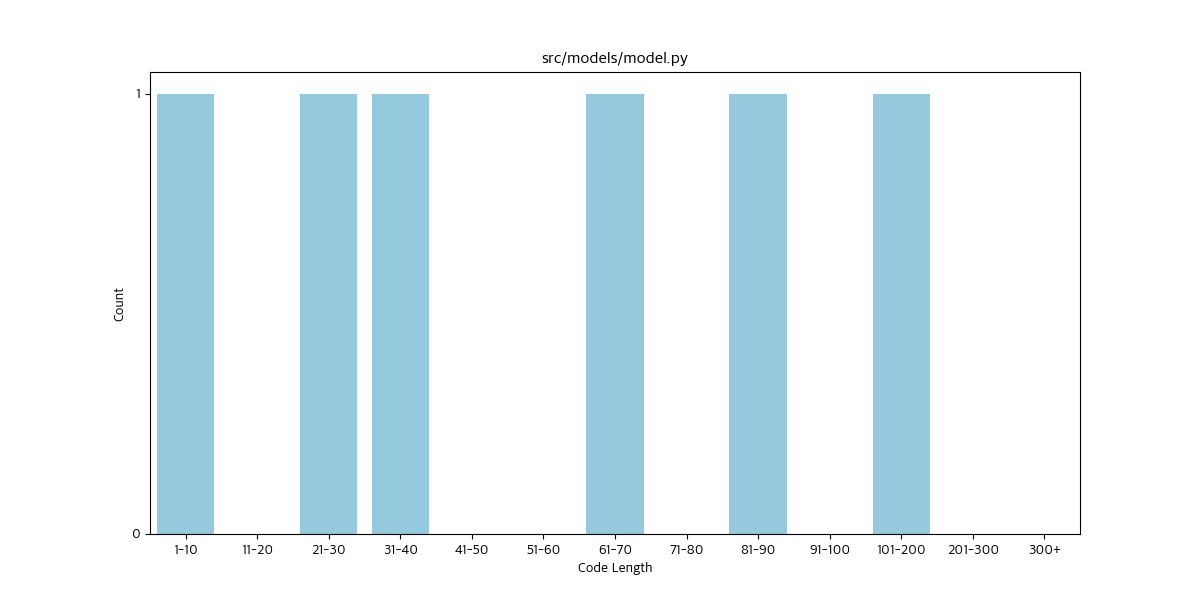 src/models/model.py
1
Count
0
1-10 11-20 21-30 31-40 41-50 51-60 61-70 71-80 81-90 91-100 101-200 201-300 300+
Code Length